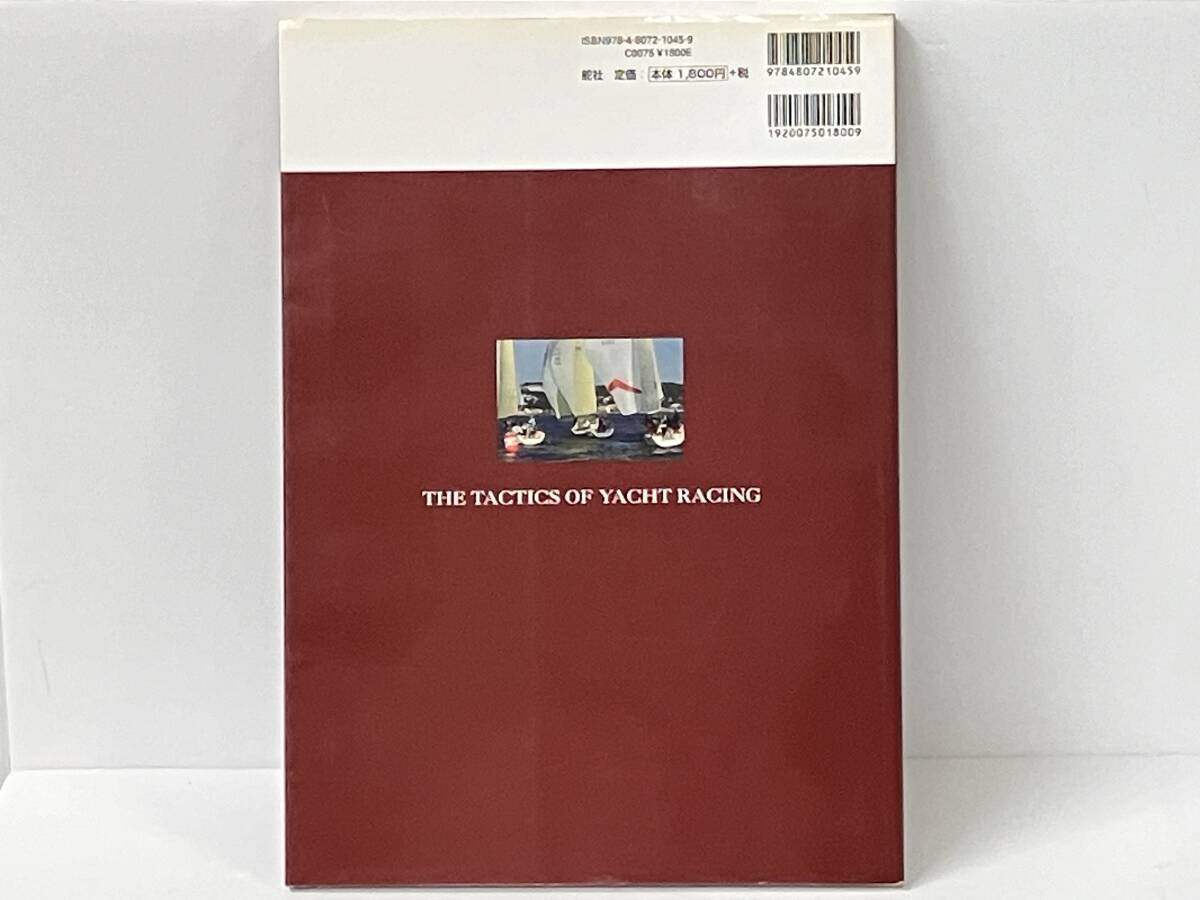 ISBN978-4-8072-1045-9
C0075 ¥1800E
舵社 定価:本体1,800円+税
9784807210459
1920075018009
THE TACTICS OF YACHT RACING